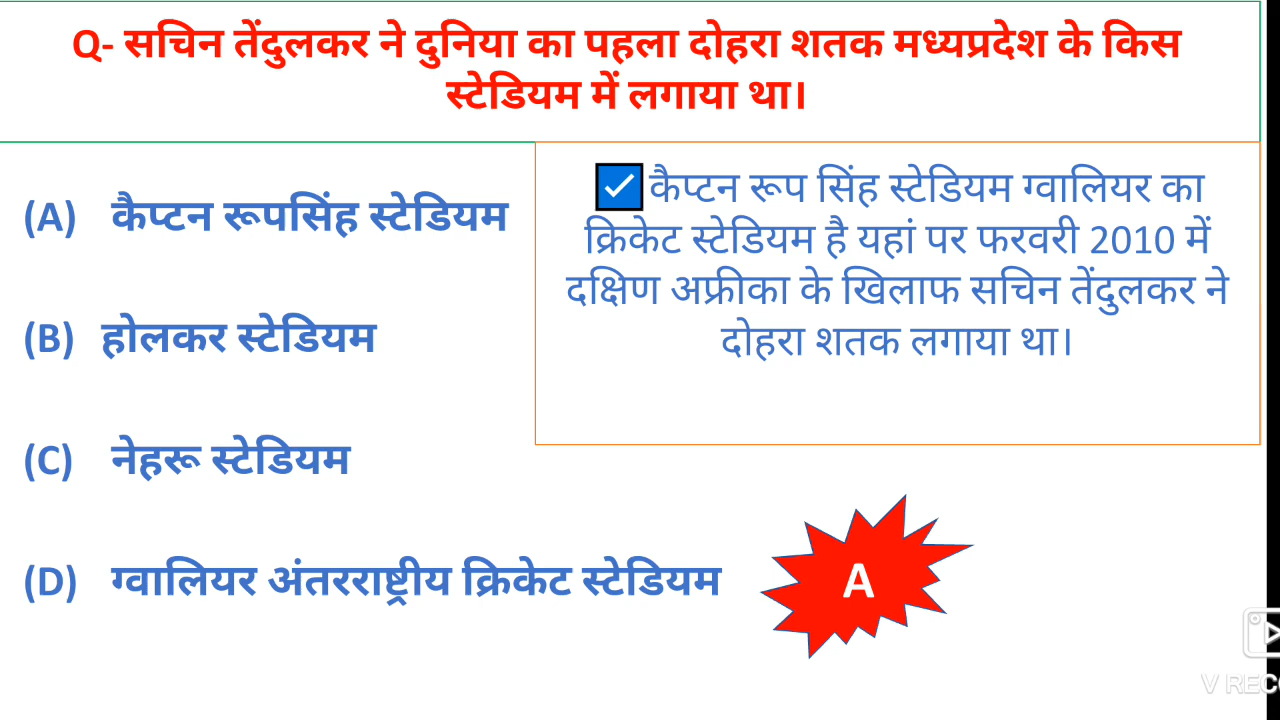 Q- सचिन तेंदुलकर ने दुनिया का पहला दोहरा शतक मध्यप्रदेश के किस
स्टेडियम में लगाया था।
(A) कैप्टन रूपसिंह स्टेडियम
(B) होलकर स्टेडियम
(C) नेहरू स्टेडियम
(D) ग्वालियर अंतरराष्ट्रीय क्रिकेट स्टेडियम
कैप्टन रूप सिंह स्टेडियम ग्वालियर का
क्रिकेट स्टेडियम है यहां पर फरवरी 2010 में
दक्षिण अफ्रीका के खिलाफ सचिन तेंदुलकर ने
दोहरा शतक लगाया था।
A